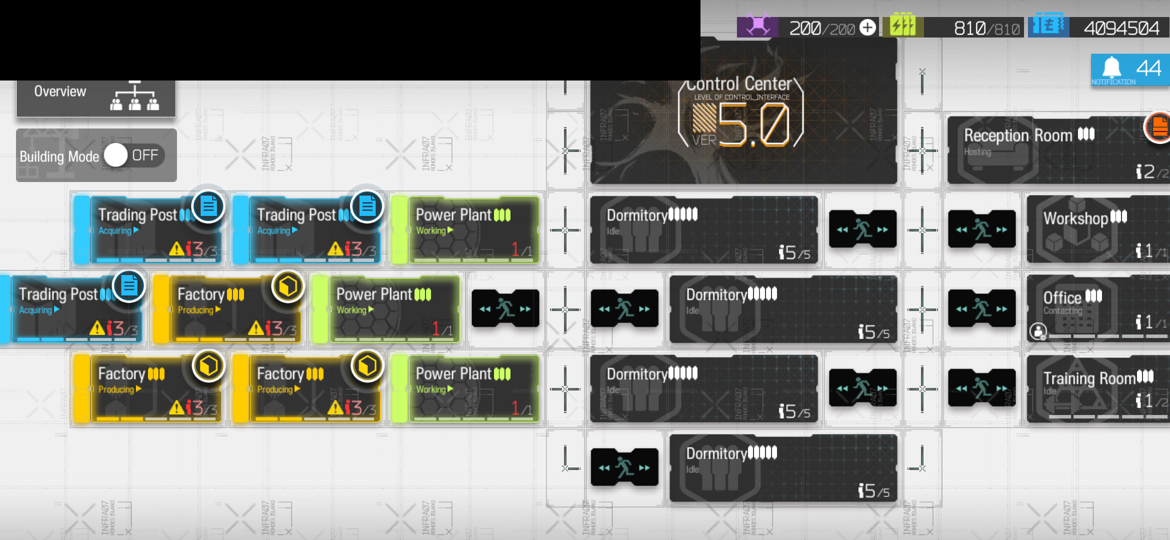 200/200
810/810
4094504
44
NOTIFICATION
Overview
Control Center
LEVEL OF CONTROL INTERFACE
VER 5.0
Building Mode OFF
Reception Room
Hosting
2/2
Trading Post
Acquiring
3/3
Trading Post
Acquiring
3/3
Power Plant
Working
1/1
Dormitory
Idle
5/5
Workshop
1/1
Trading Post
Acquiring
3/3
Factory
Producing
3/3
Power Plant
Working
1/1
Dormitory
Idle
5/5
Office
Contacting
1/1
Factory
Producing
3/3
Factory
Producing
3/3
Power Plant
Working
1/1
Dormitory
Idle
5/5
Training Room
1/2
Dormitory
Idle
5/5
INFRA07